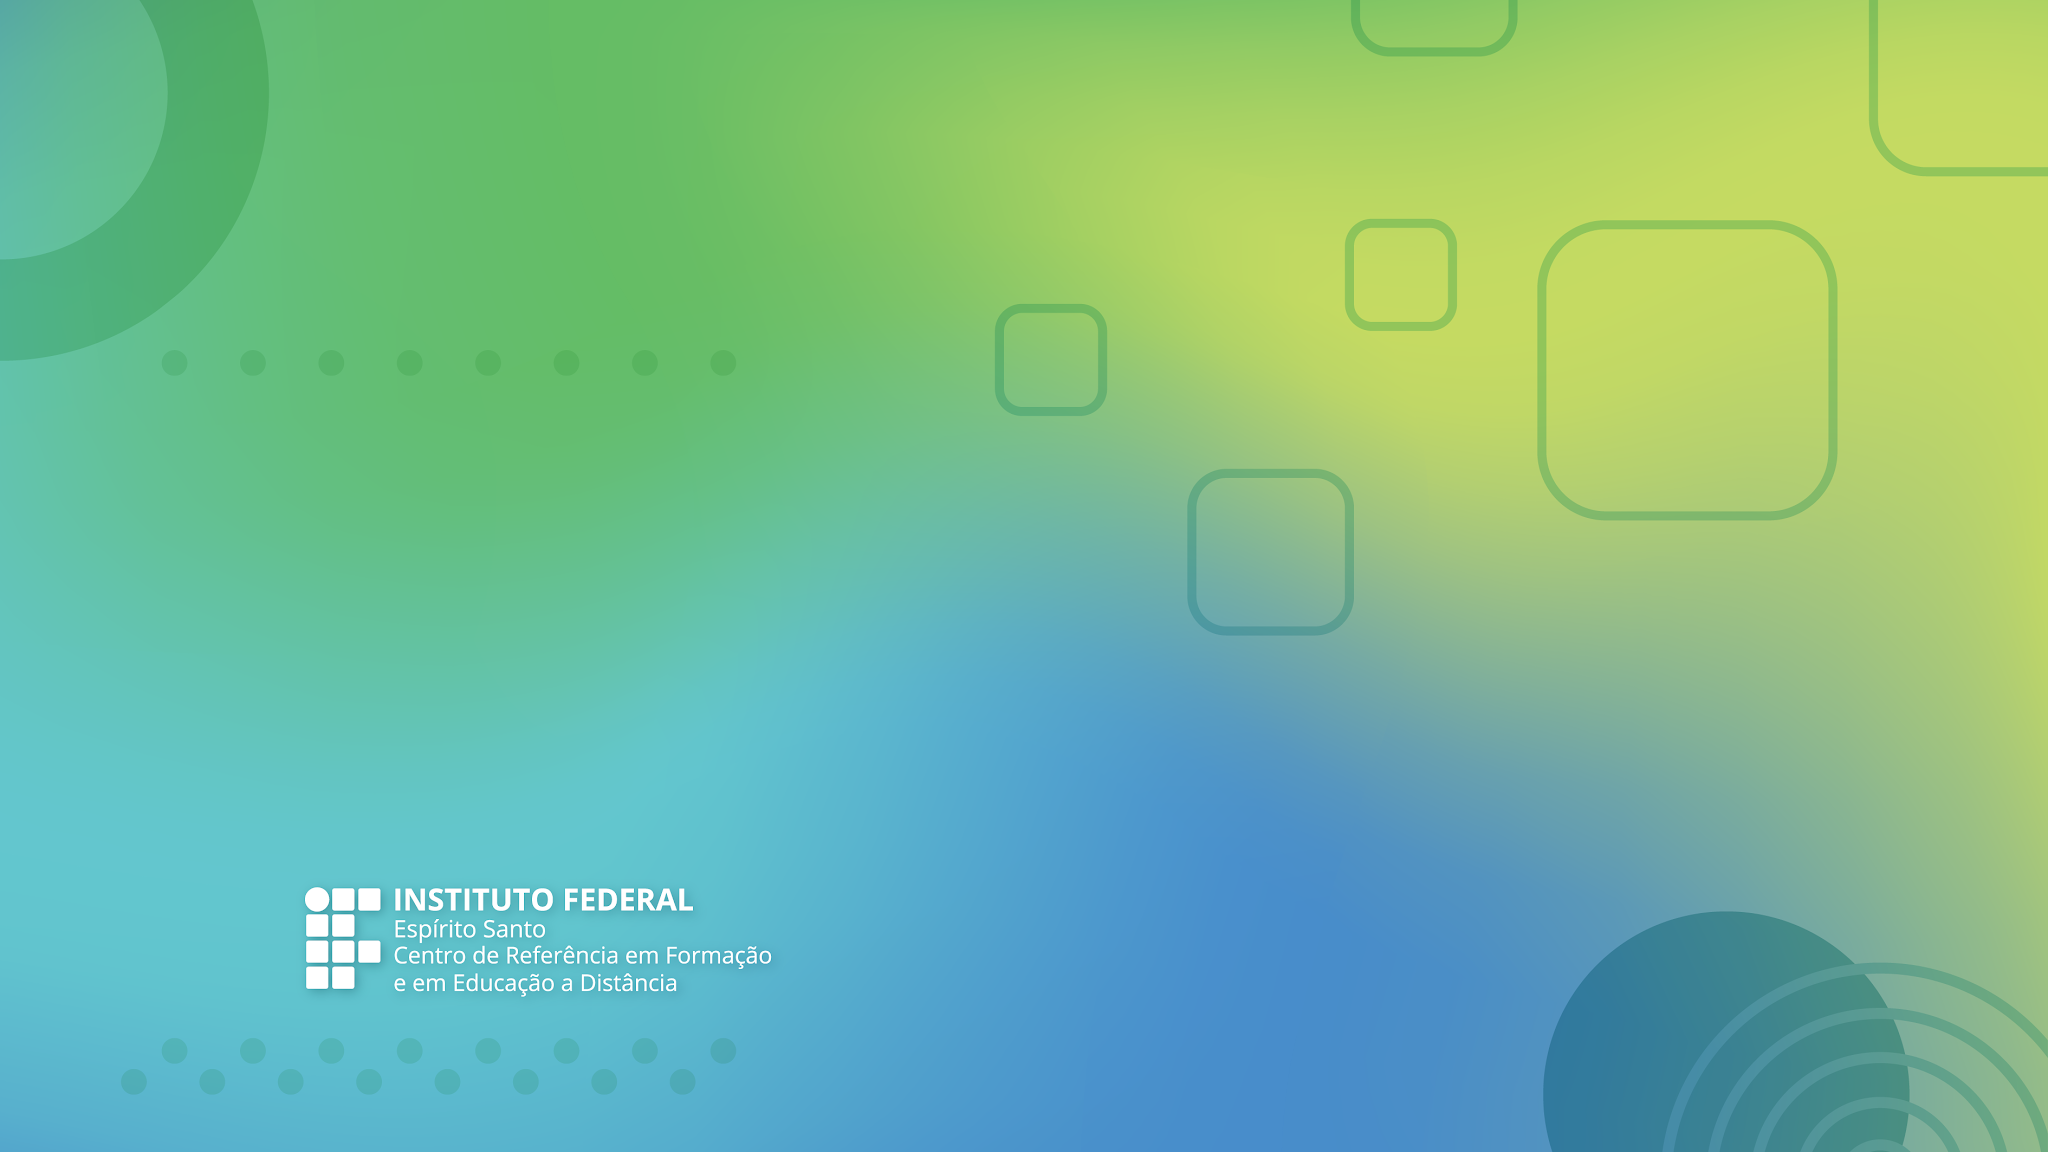 INSTITUTO FEDERAL
Espírito Santo
Centro de Referência em Formação
e em Educação a Distância